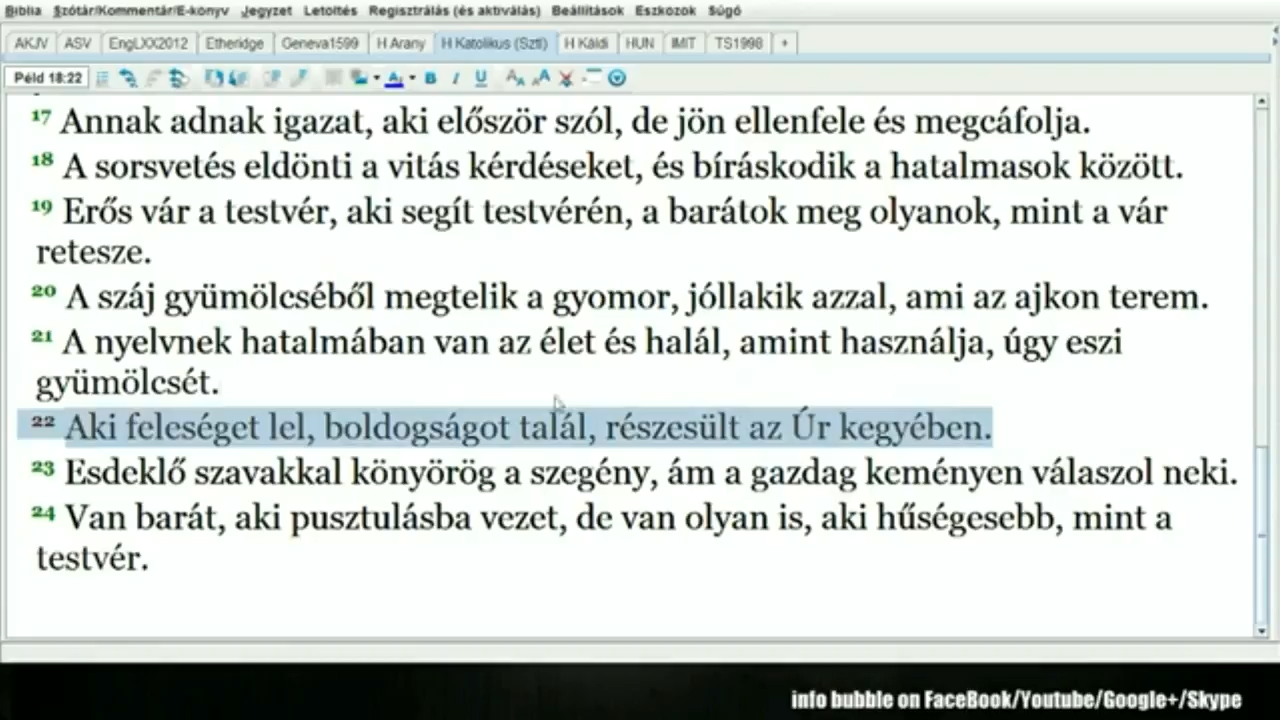 Biblia Szótár/Kommentár/E-könyv Jegyzet Letöltés Regisztrálás (és aktiválás) Beállítások Eszközök Súgó
AKJV ASV EngLXX2012 Etheridge Geneva1599 H Arany H Katolikus (SztI) H Káldi HUN IMIT TS1998 +
Péld 18:22
17 Annak adnak igazat, aki először szól, de jön ellenfele és megcáfolja.
18 A sorsvetés eldönti a vitás kérdéseket, és bíráskodik a hatalmasok között.
19 Erős vár a testvér, aki segít testvérén, a barátok meg olyanok, mint a vár
retesze.
20 A száj gyümölcséből megtelik a gyomor, jóllakik azzal, ami az ajkon terem.
21 A nyelvnek hatalmában van az élet és halál, amint használja, úgy eszi
gyümölcsét.
22 Aki feleséget lel, boldogságot talál, részesült az Úr kegyében.
23 Esdeklő szavakkal könyörög a szegény, ám a gazdag keményen válaszol neki.
24 Van barát, aki pusztulásba vezet, de van olyan is, aki hűségesebb, mint a
testvér.
info bubble on FaceBook/Youtube/Google+/Skype